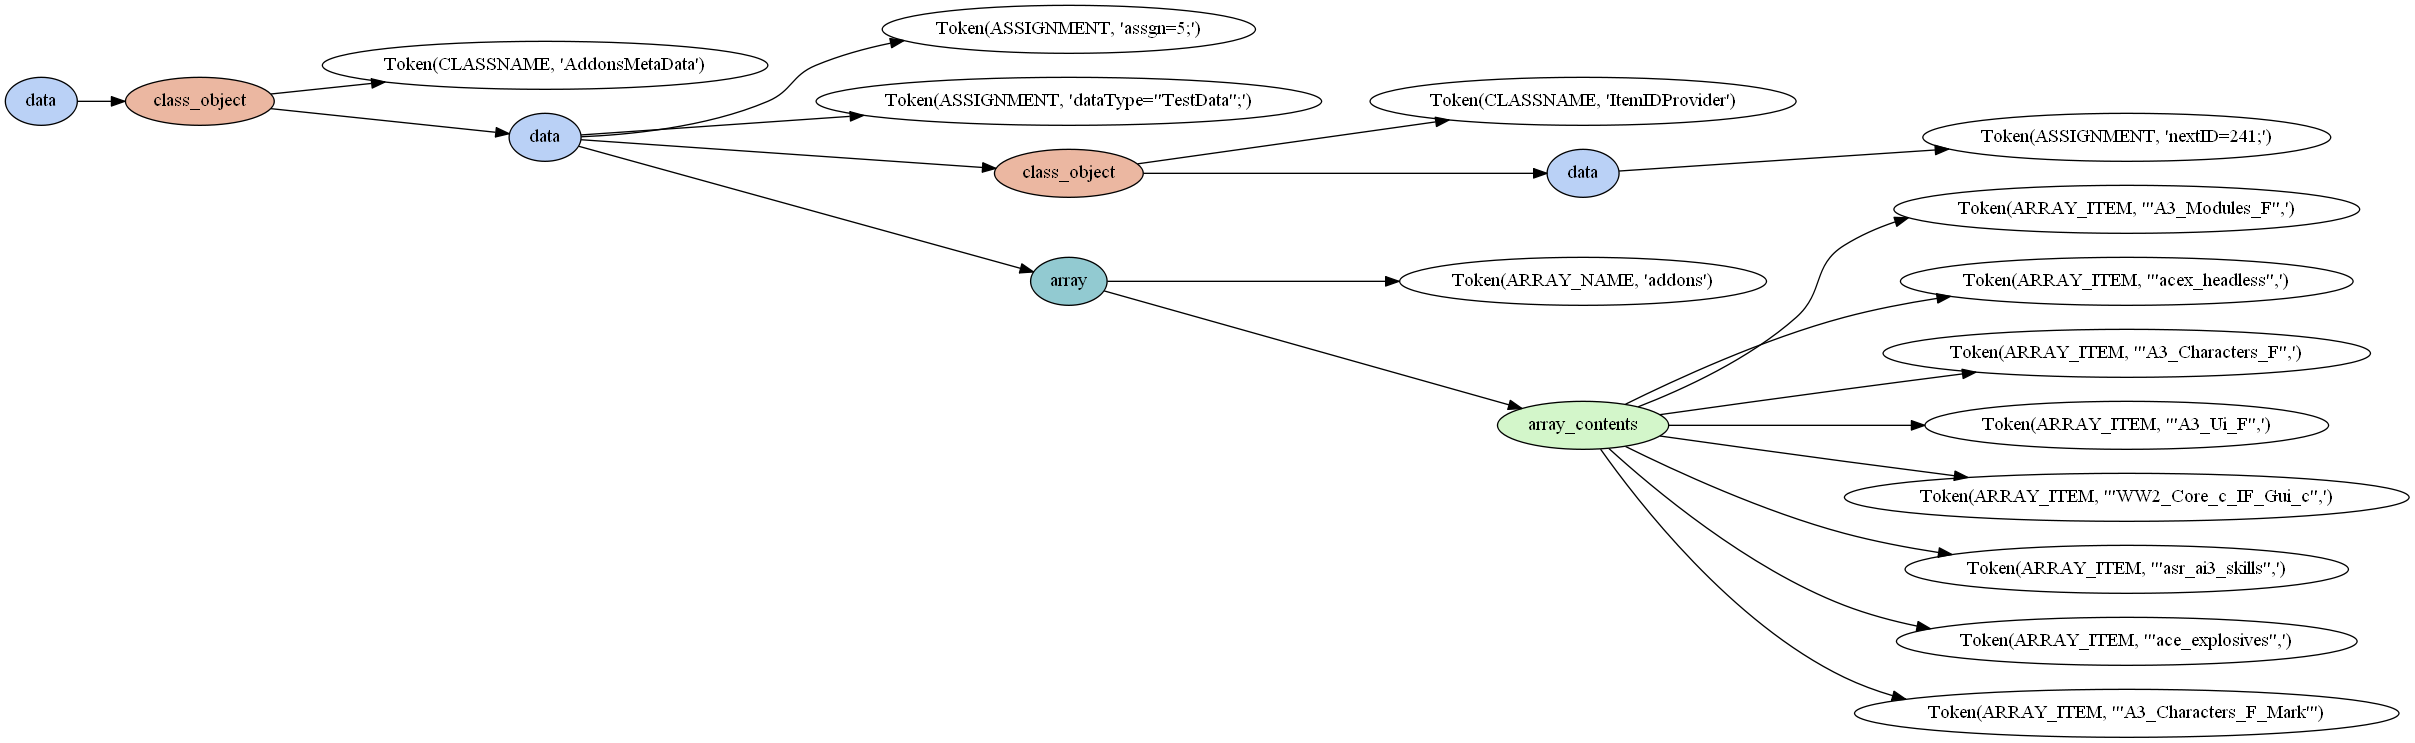 data
class_object
Token(CLASSNAME, 'AddonsMetaData')
data
Token(ASSIGNMENT, 'assgn=5;')
Token(ASSIGNMENT, 'dataType="TestData";')
class_object
Token(CLASSNAME, 'ItemIDProvider')
data
Token(ASSIGNMENT, 'nextID=241;')
array
Token(ARRAY_NAME, 'addons')
array_contents
Token(ARRAY_ITEM, '"A3_Modules_F",')
Token(ARRAY_ITEM, '"acex_headless",')
Token(ARRAY_ITEM, '"A3_Characters_F",')
Token(ARRAY_ITEM, '"A3_Ui_F",')
Token(ARRAY_ITEM, '"WW2_Core_c_IF_Gui_c",')
Token(ARRAY_ITEM, '"asr_ai3_skills",')
Token(ARRAY_ITEM, '"ace_explosives",')
Token(ARRAY_ITEM, '"A3_Characters_F_Mark"')